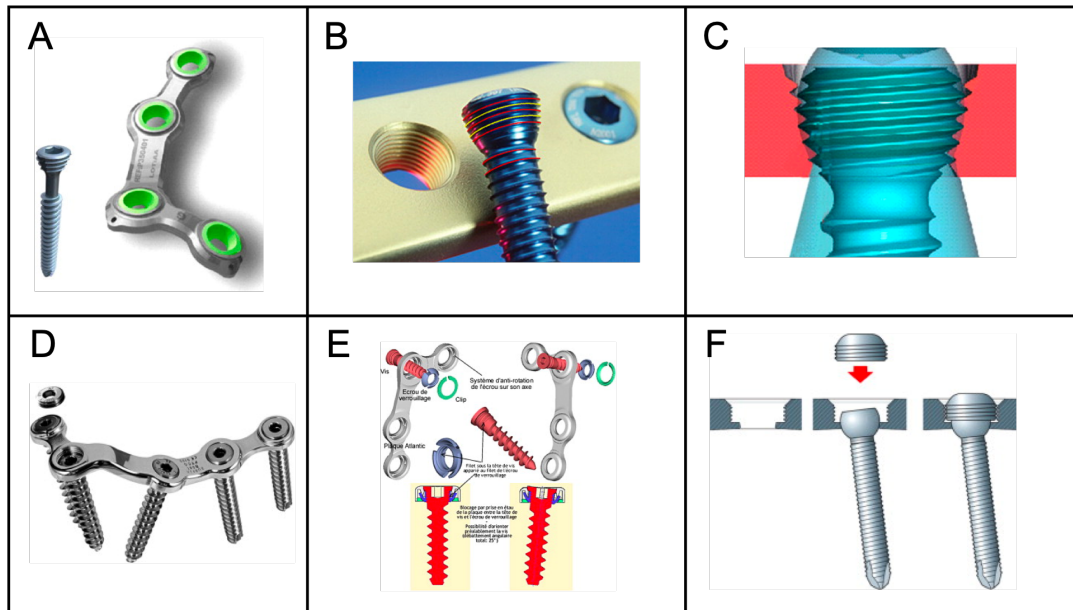 A
B
C
D
E
Vis
Ecrou de
verrouillage
Clip
Système d'anti-rotation
de l'écrou sur son axe
Plaque Atlantic
Filet sous la tête de vis
apparié au filet de l'écrou
de verrouillage
Blocage par prise en étau
de la plaque entre la tête de
vis et l'écrou de verrouillage
Possibilité d'orienter
préalablement la vis
(débattement angulaire
total: 35°)
F